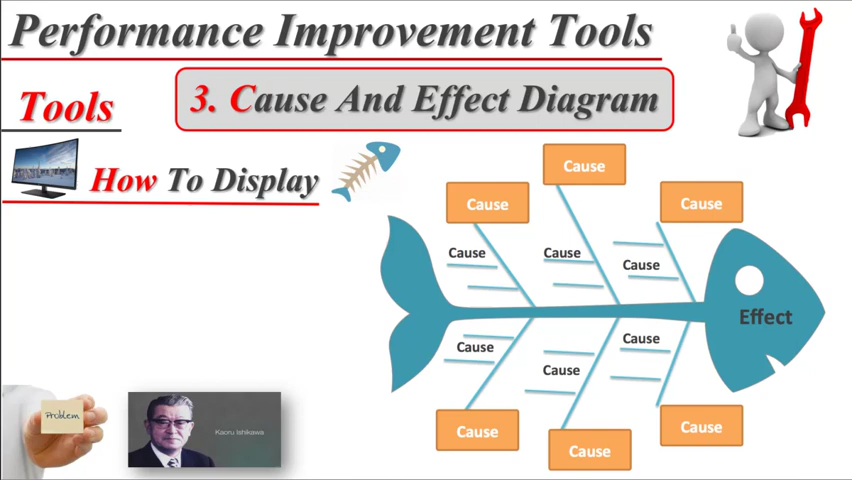 Performance Improvement Tools
Tools
3. Cause And Effect Diagram
How To Display
Cause
Cause
Cause
Cause
Cause
Cause
Effect
Cause
Cause
Cause
Cause
Cause
Cause
Problem
Kaoru Ishikawa